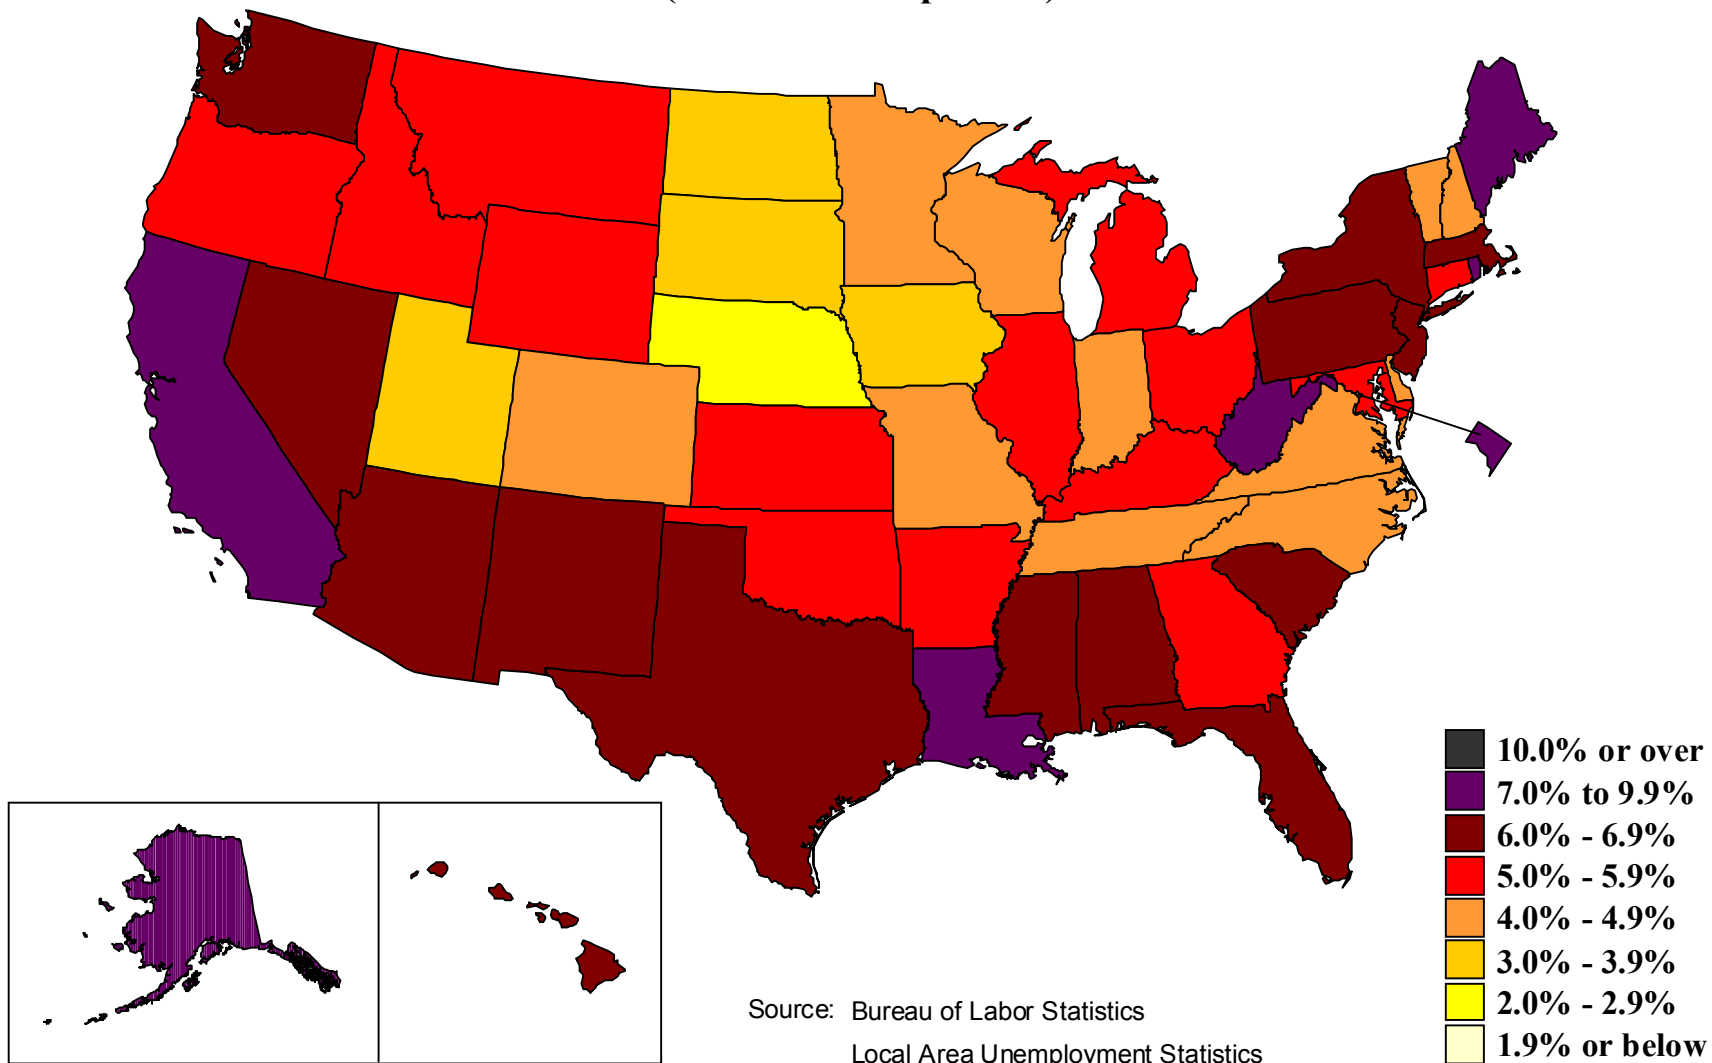 10.0% or over
7.0% to 9.9%
6.0% - 6.9%
5.0% - 5.9%
4.0% - 4.9%
3.0% - 3.9%
2.0% - 2.9%
1.9% or below
Source: Bureau of Labor Statistics
Local Area Unemployment Statistics